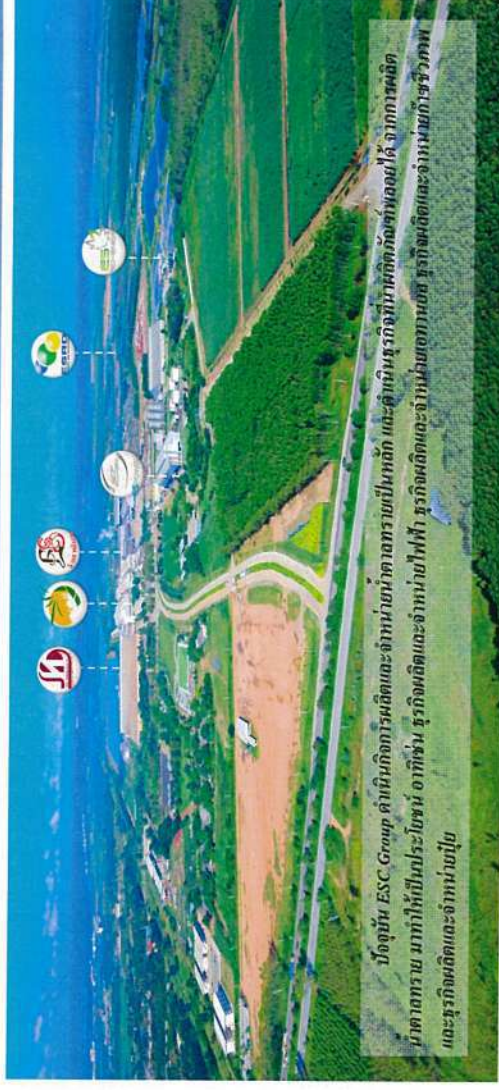 ปัจจุบัน ESC Group ดำเนินกิจการผลิตและจำหน่ายน้ำตาลทรายเป็นหลัก และดำเนินธุรกิจที่นำผลิตภัณฑ์พลอยได้ จากการผลิต
น้ำตาลทราย มาทำให้เป็นประโยชน์ อาทิเช่น ธุรกิจผลิตและจำหน่ายไฟฟ้า ธุรกิจผลิตและจำหน่ายเอทานอล ธุรกิจผลิตและจำหน่ายก๊าซชีวภาพ
และธุรกิจผลิตและจำหน่ายปุ๋ย